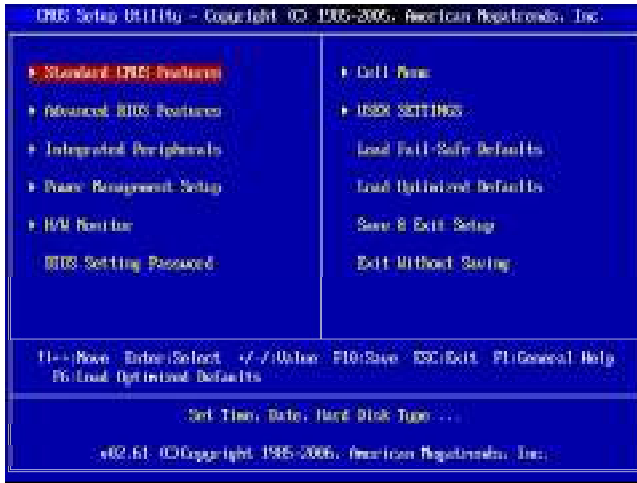 CMOS Setup Utility - Copyright (C) 1985-2005, American Megatrends, Inc.
Standard CMOS Features
Advanced BIOS Features
Integrated Peripherals
Power Management Setup
H/W Monitor
BIOS Setting Password
Cell Menu
USER SETTINGS
Load Fail-Safe Defaults
Load Optimized Defaults
Save & Exit Setup
Exit Without Saving
:Move Enter:Select +/-/:Value F10:Save ESC:Exit F1:General Help
F6:Load Optimized Defaults
Set Time, Date, Hard Disk Type ...
v02.61 (C)Copyright 1985-2006, American Megatrends, Inc.